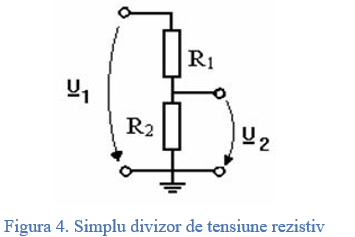 R₁
U₁
R₂
U₂
Figura 4. Simplu divizor de tensiune rezistiv